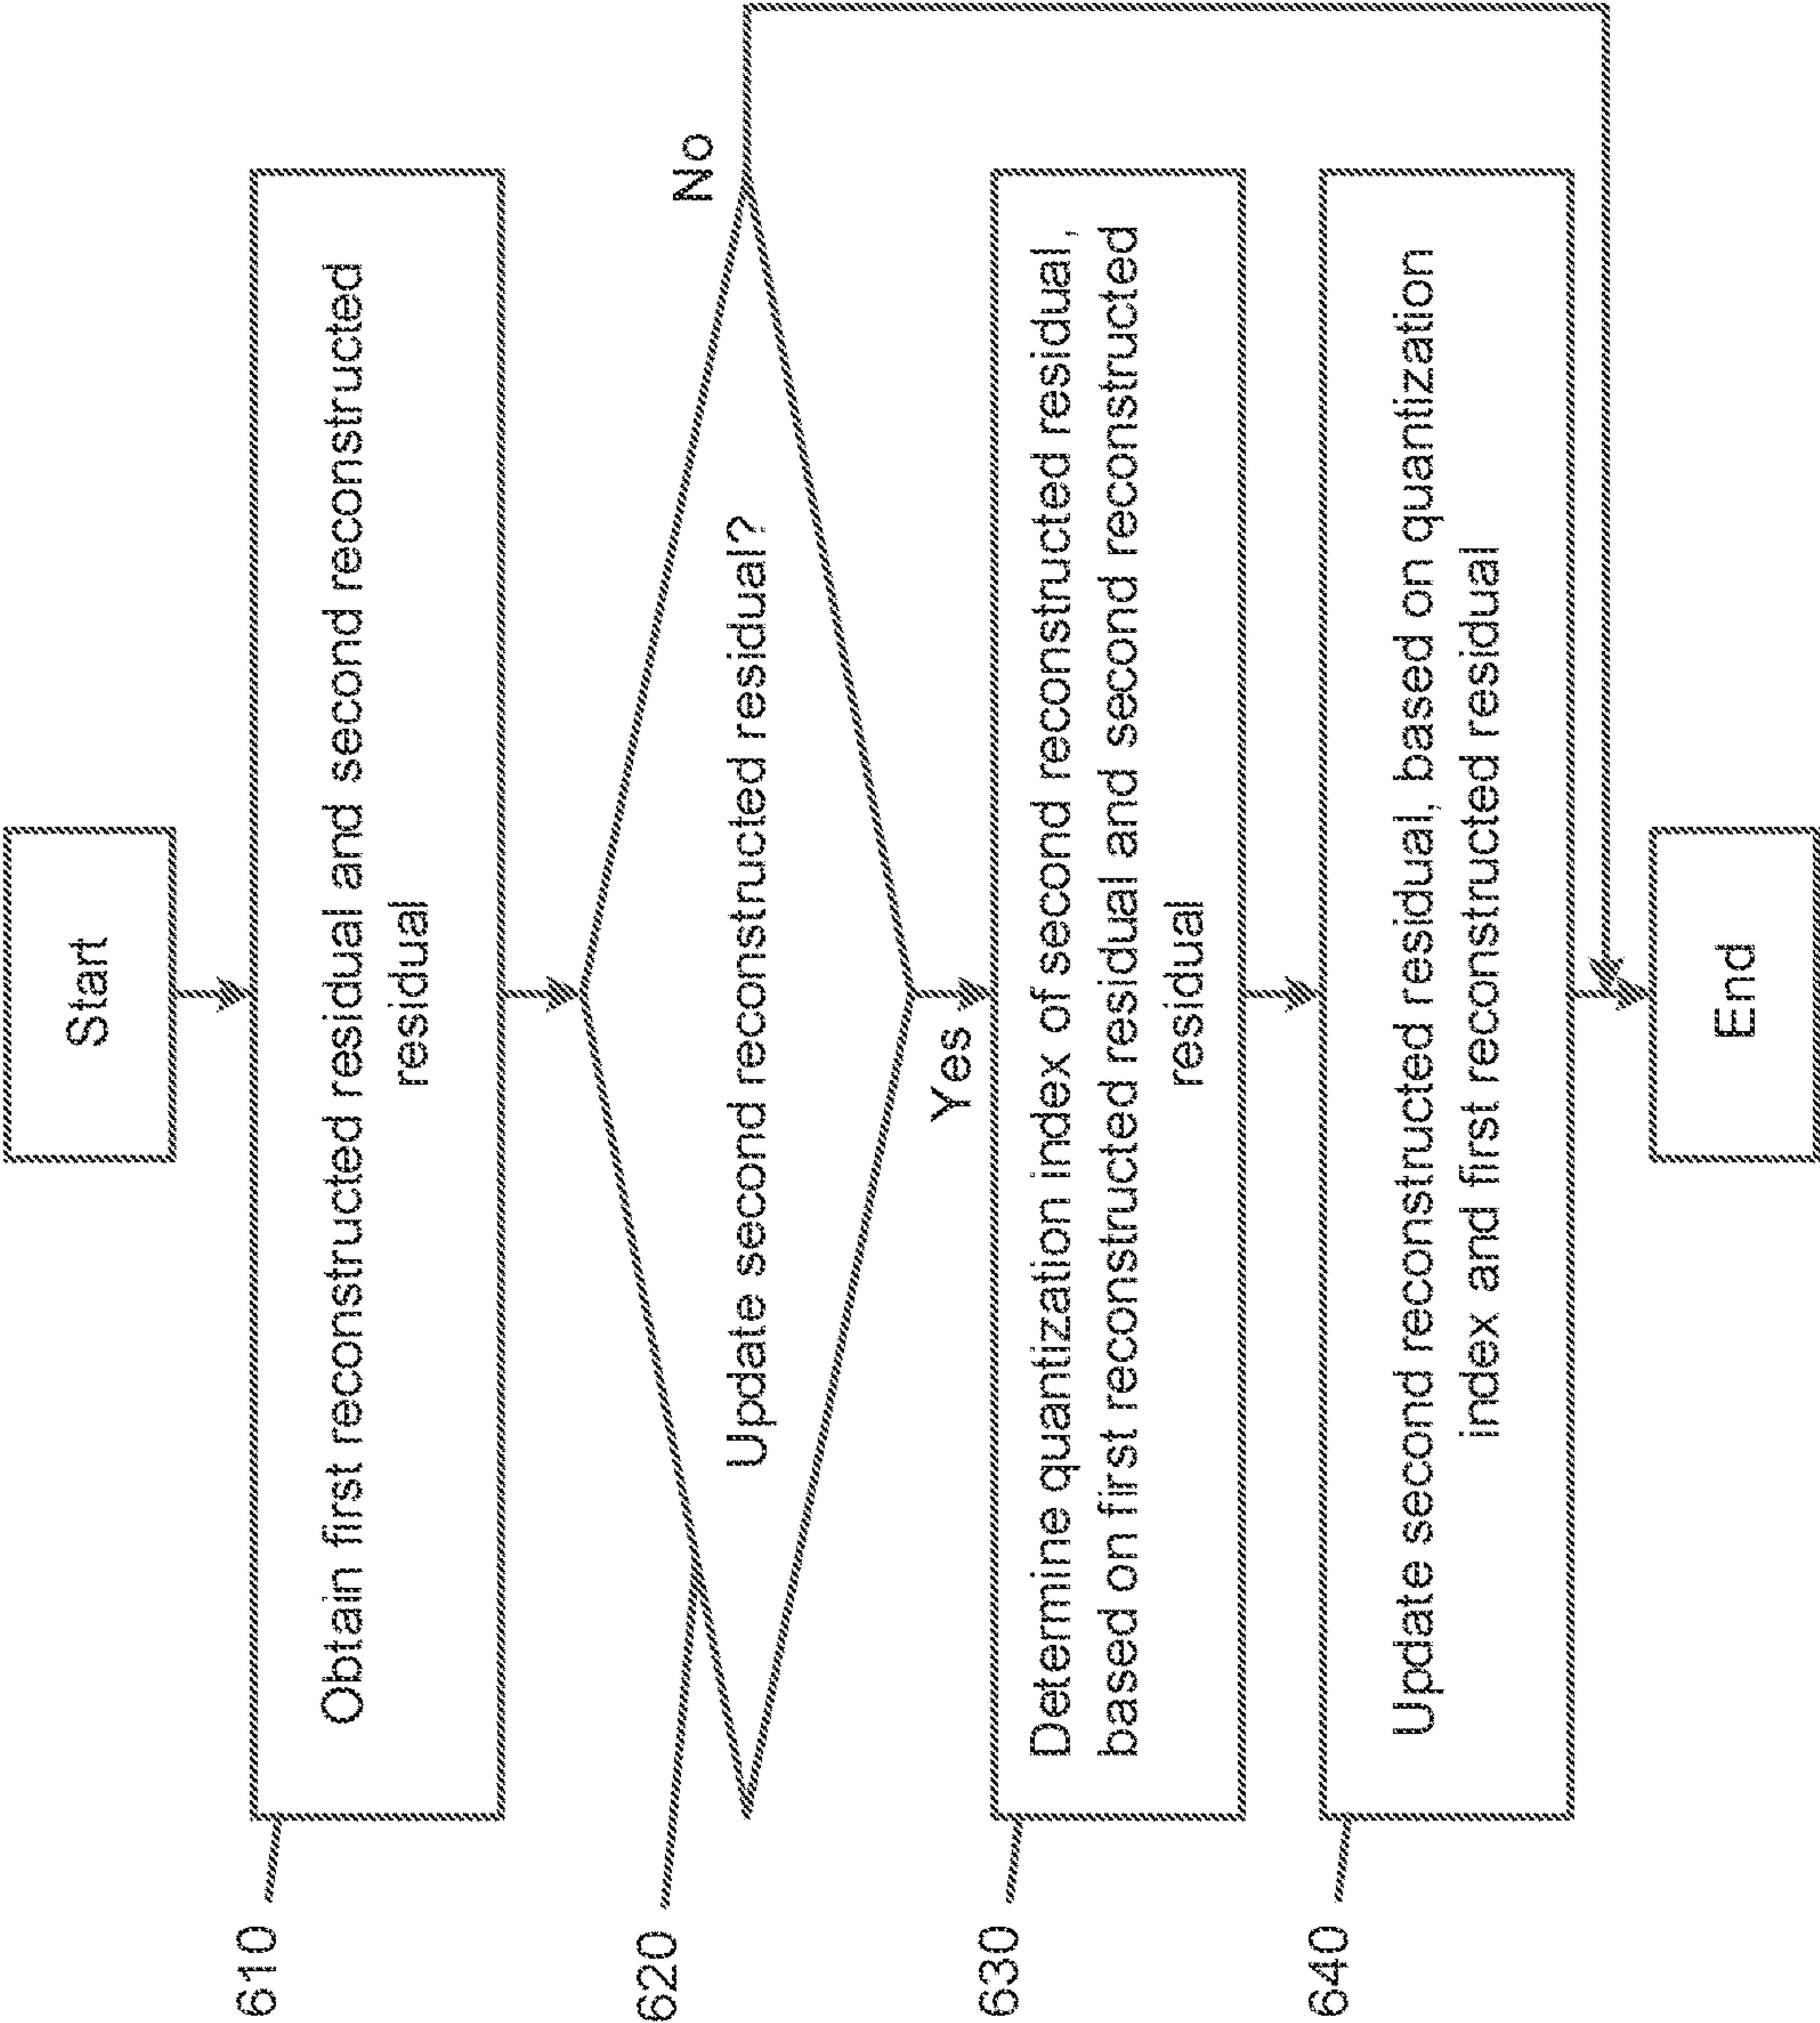 Start
610
Obtain first reconstructed residual and second reconstructed
residual
620
Update second reconstructed residual?
No
Yes
630
Determine quantization index of second reconstructed residual,
based on first reconstructed residual and second reconstructed
residual
640
Update second reconstructed residual, based on quantization
index and first reconstructed residual
End